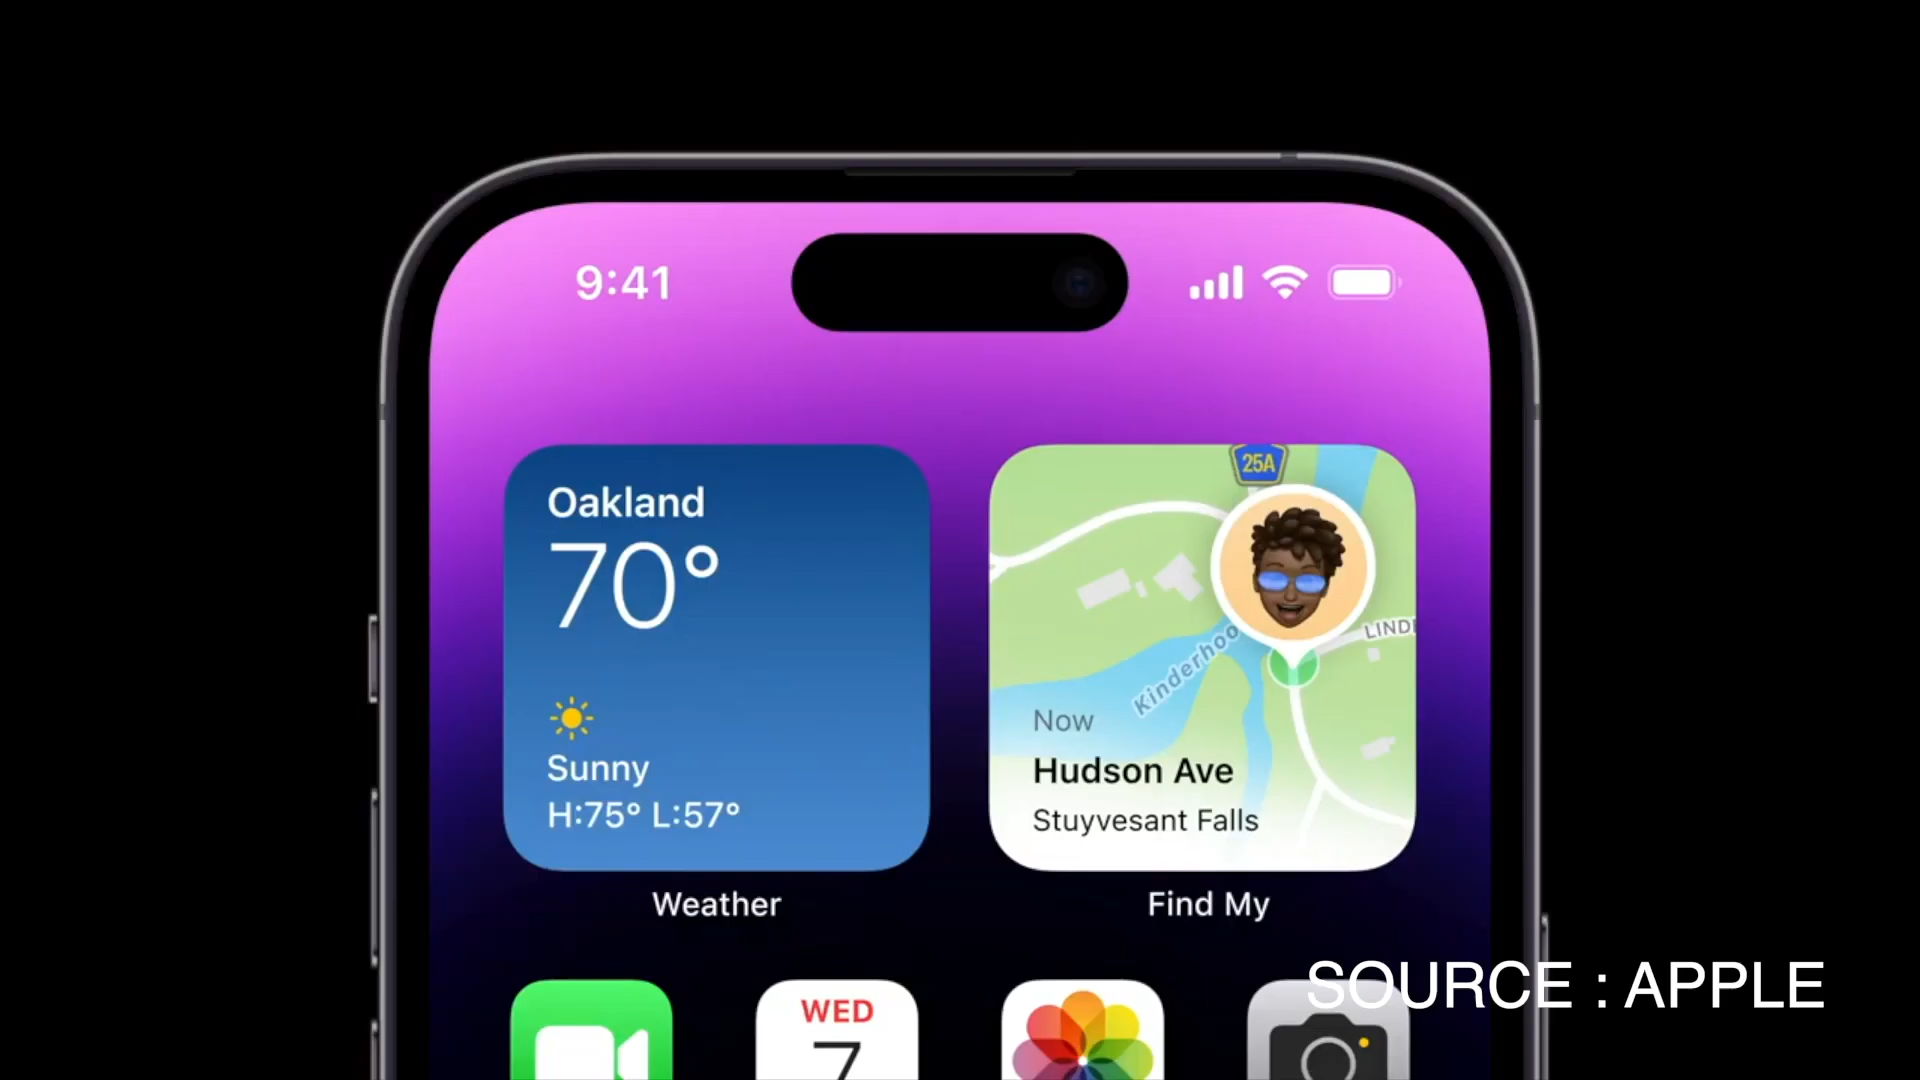 9:41
25A
Oakland
70°
LINDE
Kinderhoo
Now
Sunny
Hudson Ave
H:75° L:57°
Stuyvesant Falls
Weather
Find My
SOURCE : APPLE
WED
7